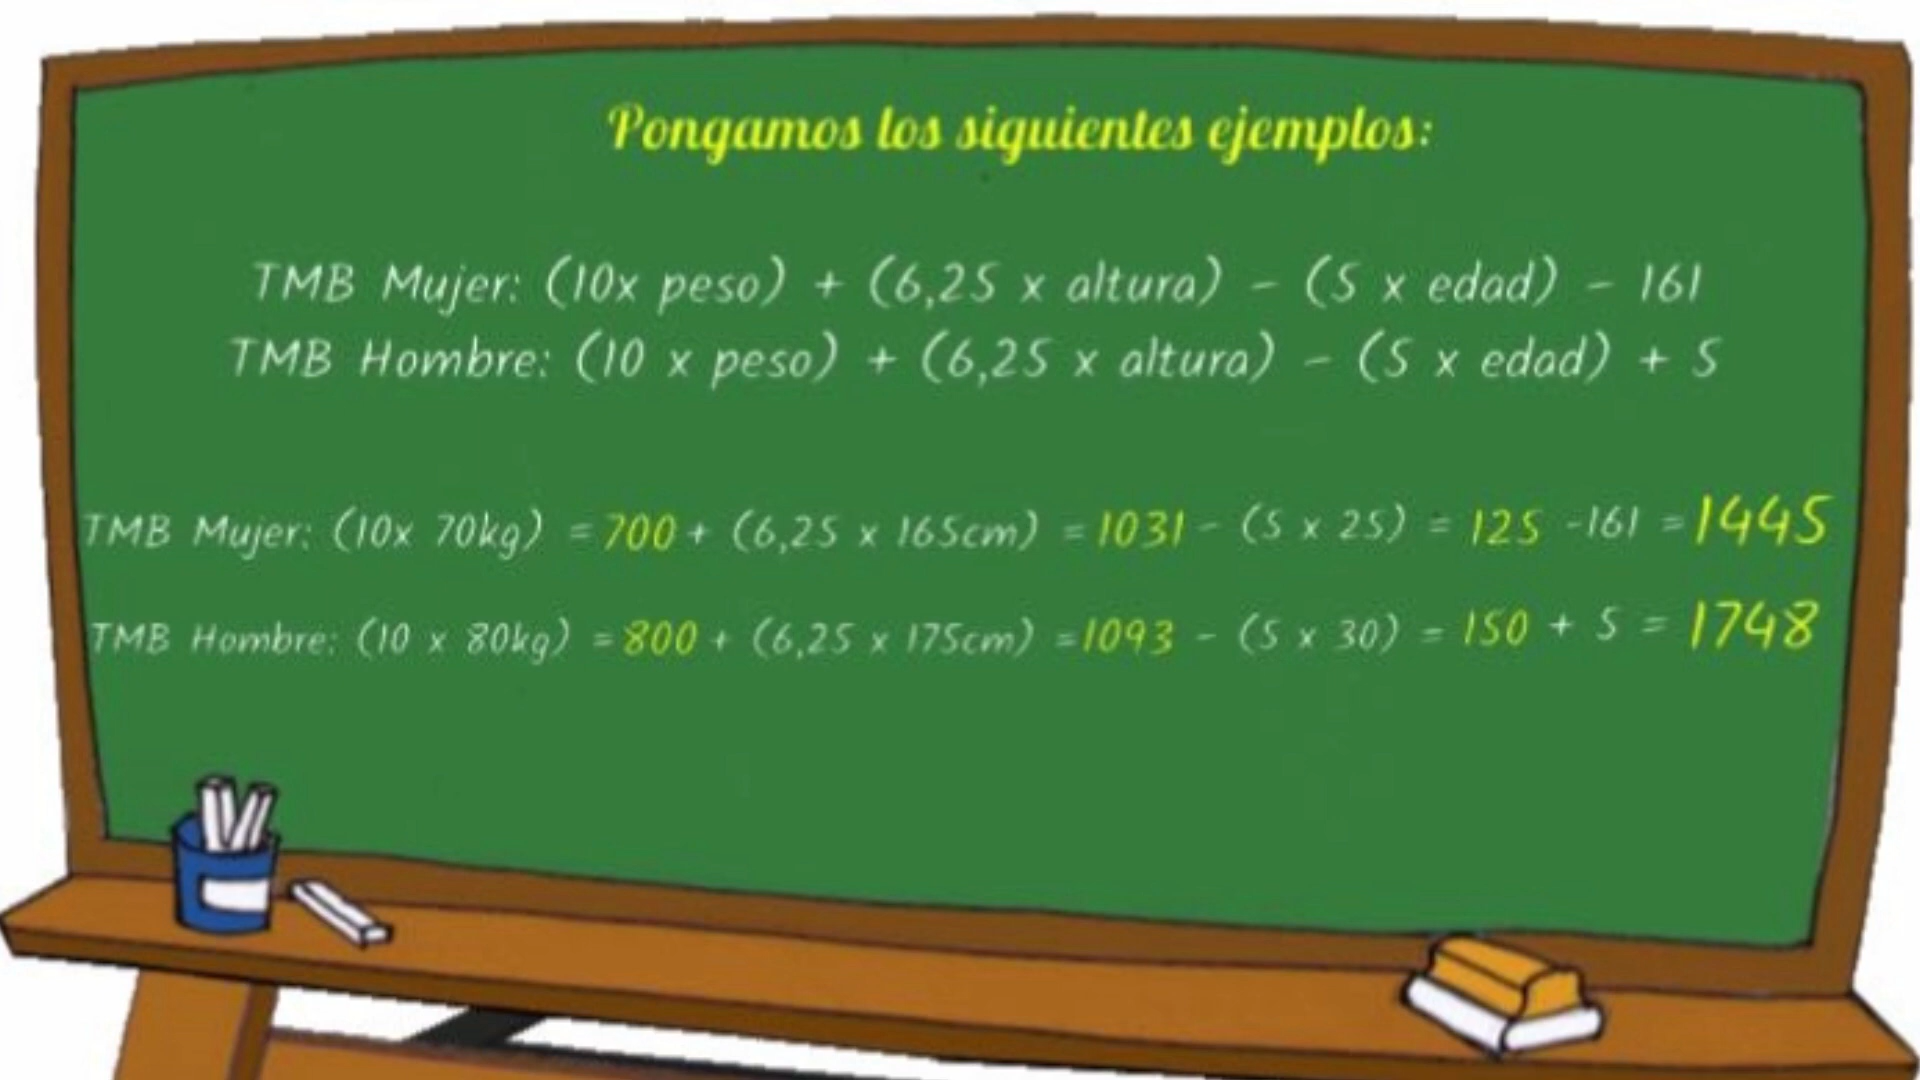 Pongamos los siguientes ejemplos:
TMB Mujer: (10x peso) + (6,25 x altura) - (5 x edad) - 161
TMB Hombre: (10 x peso) + (6,25 x altura) - (5 x edad) + 5
TMB Mujer: (10x 70kg) = 700 + (6,25 x 165cm) = 1031 - (5 x 25) = 125 -161 = 1445
TMB Hombre: (10 x 80kg) = 800 + (6,25 x 175cm) =1093 - (5 x 30) = 150 + 5 = 1748